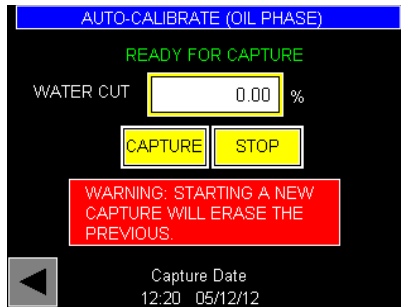 AUTO-CALIBRATE (OIL PHASE)
READY FOR CAPTURE
WATER CUT 0.00 %
CAPTURE STOP
WARNING: STARTING A NEW
CAPTURE WILL ERASE THE
PREVIOUS.
Capture Date
12:20 05/12/12